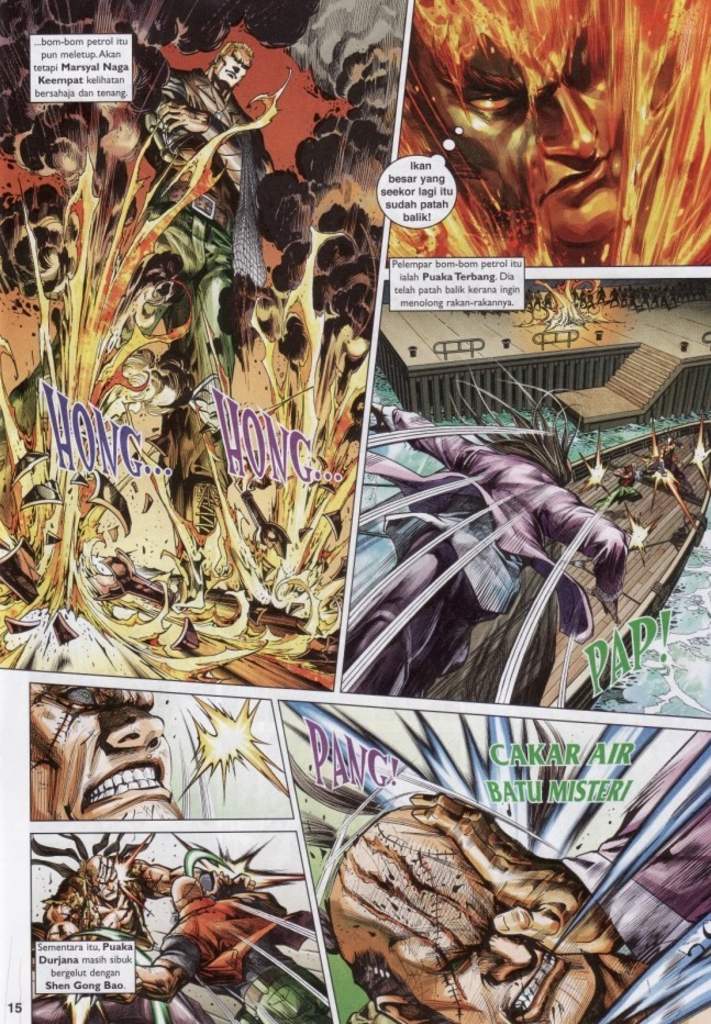 ...bom-bom petrol itu
pun meletup. Akan
tetapi Marsyal Naga
Keempat kelihatan
bersahaja dan tenang.
Ikan
besar yang
seekor lagi itu
sudah patah
balik!
Pelempar bom-bom petrol itu
ialah Puaka Terbang. Dia
telah patah balik kerana ingin
menolong rakan-rakannya.
HONG...
HONG...
PAP!
PANG!
CAKAR AIR
BATU MISTERI
Sementara itu, Puaka
Durjana masih sibuk
bergelut dengan
Shen Gong Bao.
15